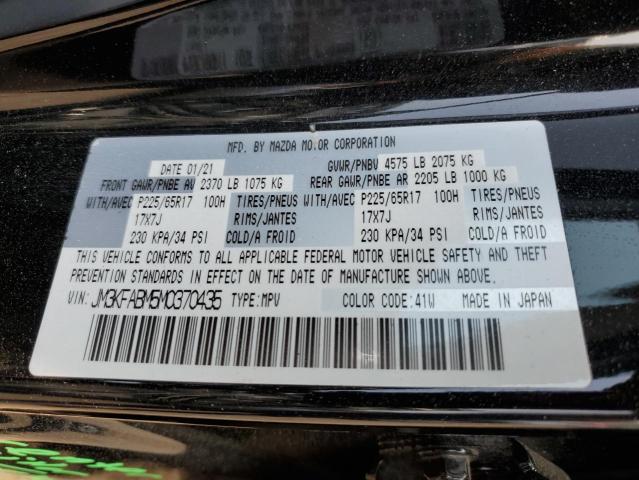 MFD. BY MAZDA MOTOR CORPORATION
DATE 01/21 GVWR/PNBV 4575 LB 2075 KG
FRONT GAWR/PNBE AV 2370 LB 1075 KG REAR GAWR/PNBE AR 2205 LB 1000 KG
WITH/AVEC P225/65R17 100H TIRES/PNEUS WITH/AVEC P225/65R17 100H TIRES/PNEUS
17X7J RIMS/JANTES 17X7J RIMS/JANTES
230 KPA/34 PSI COLD/A FROID 230 KPA/34 PSI COLD/A FROID
THIS VEHICLE CONFORMS TO ALL APPLICABLE FEDERAL MOTOR VEHICLE SAFETY AND THEFT
PREVENTION STANDARDS IN EFFECT ON THE DATE OF MANUFACTURE SHOWN ABOVE.
VIN: JM3KFABM5M0370435 TYPE: MPV COLOR CODE: 41W MADE IN JAPAN